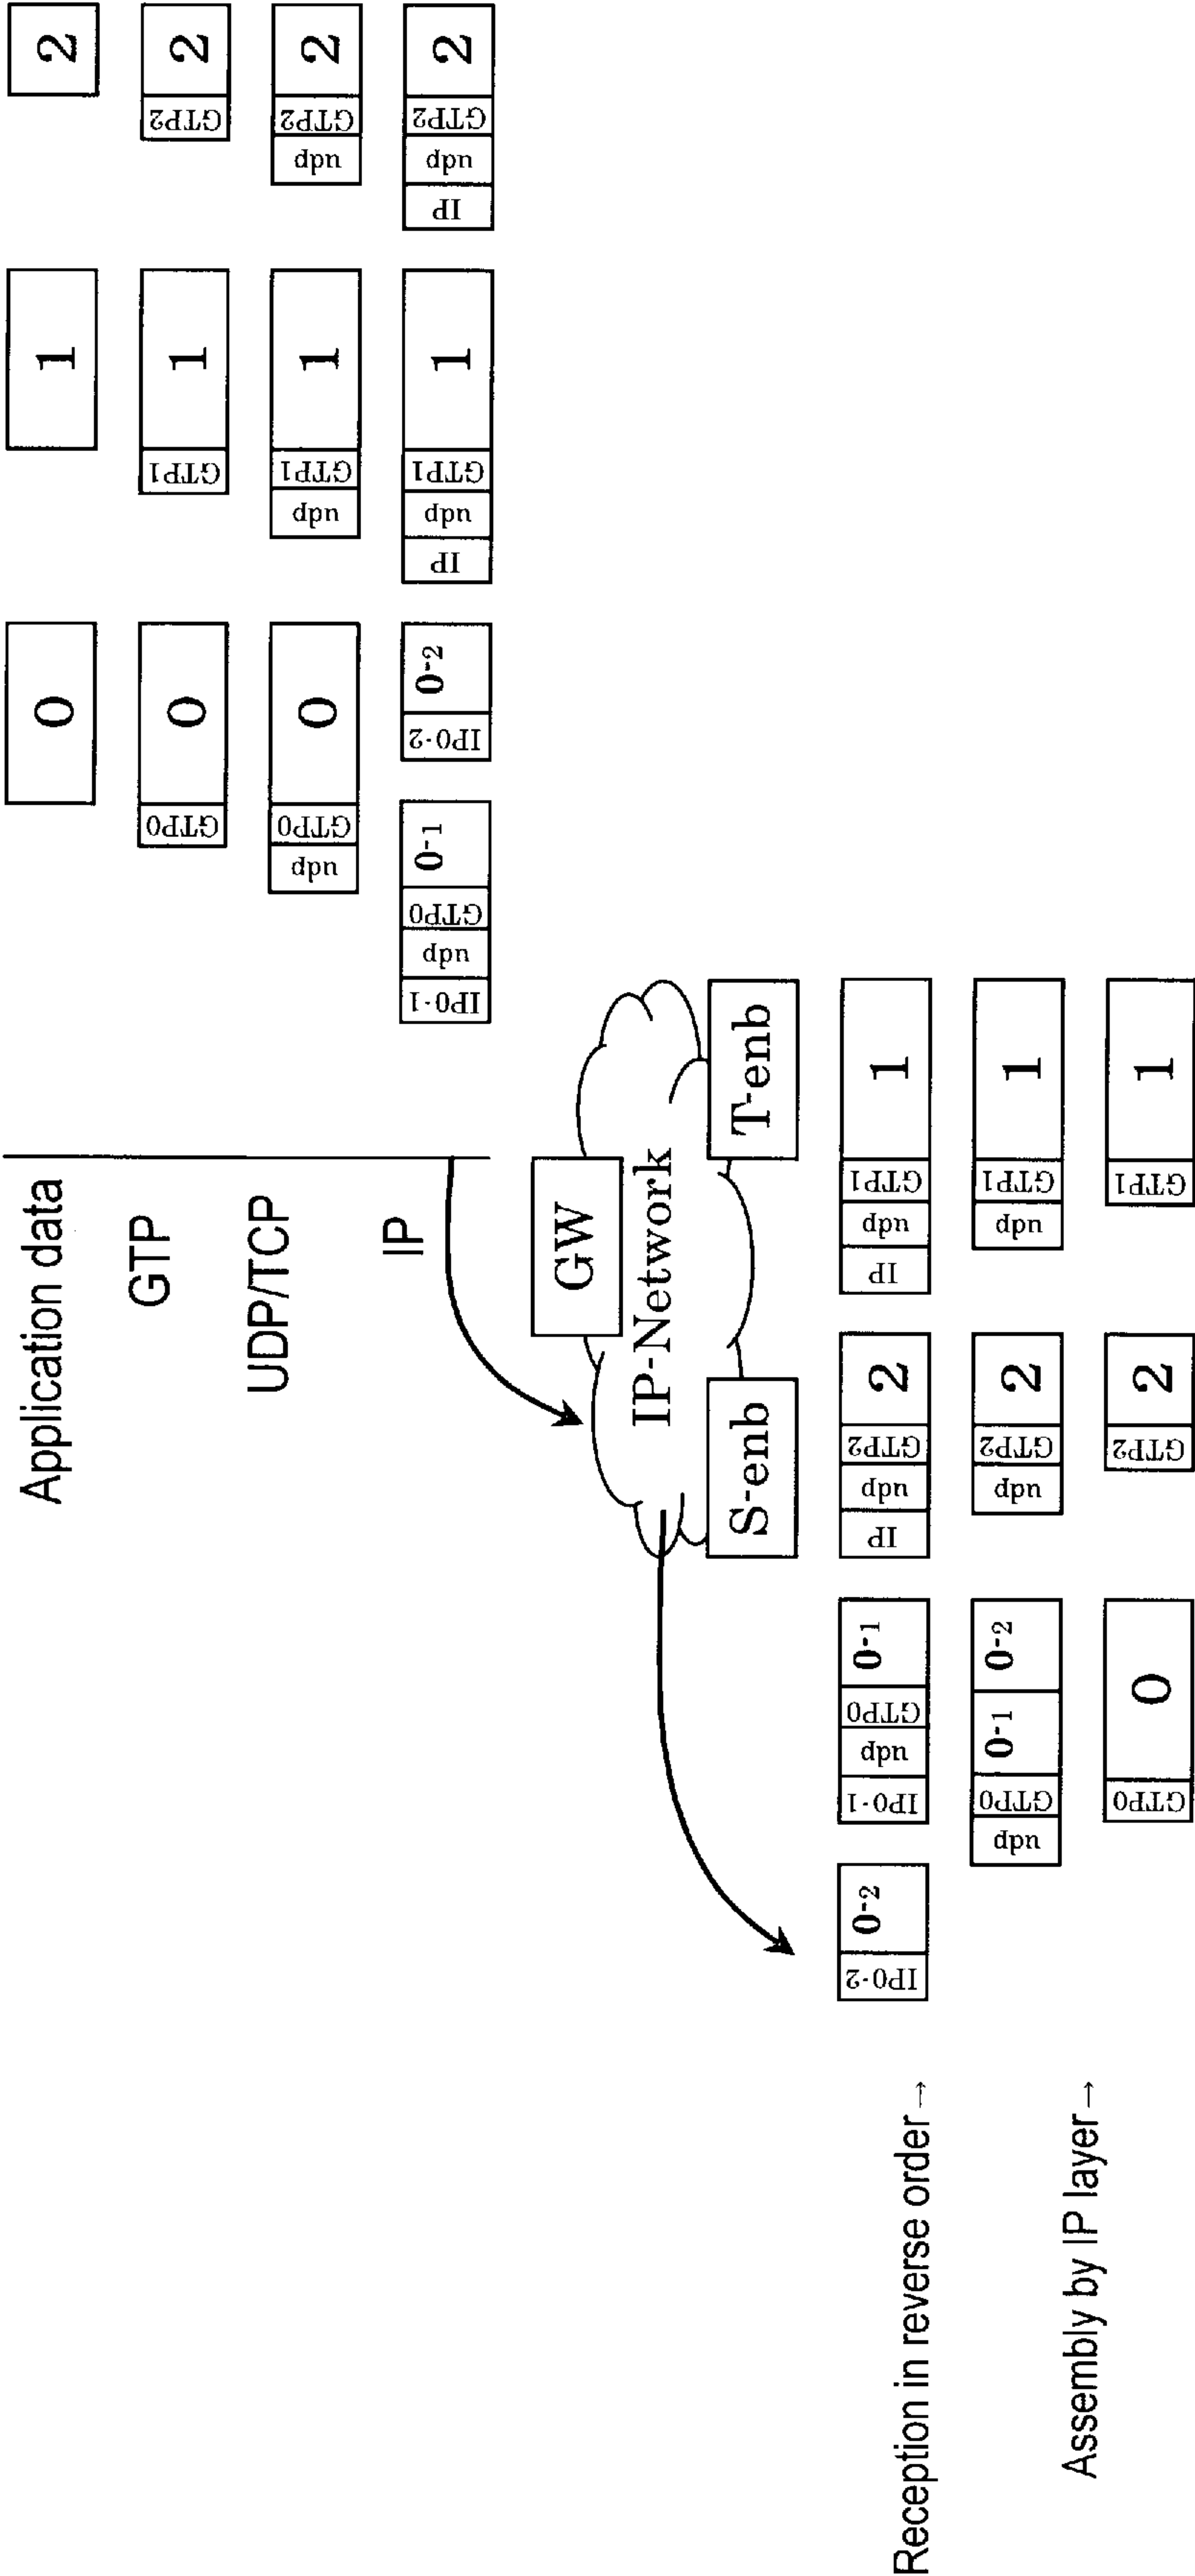 Application data 0 1 2
GTP GTP0 0 GTP1 1 GTP2 2
UDP/TCP udp GTP0 0 udp GTP1 1 udp GTP2 2
IP IP0-1 udp GTP0 0-1 IP0-2 0-2 IP udp GTP1 1 IP udp GTP2 2
GW
IP-Network
S-enb T-enb
IP0-2 0-2 IP0-1 udp GTP0 0-1 IP udp GTP2 2 IP udp GTP1 1
Reception in reverse order→
udp GTP0 0-1 0-2 udp GTP2 2 udp GTP1 1
Assembly by IP layer→
GTP0 0 GTP2 2 GTP1 1